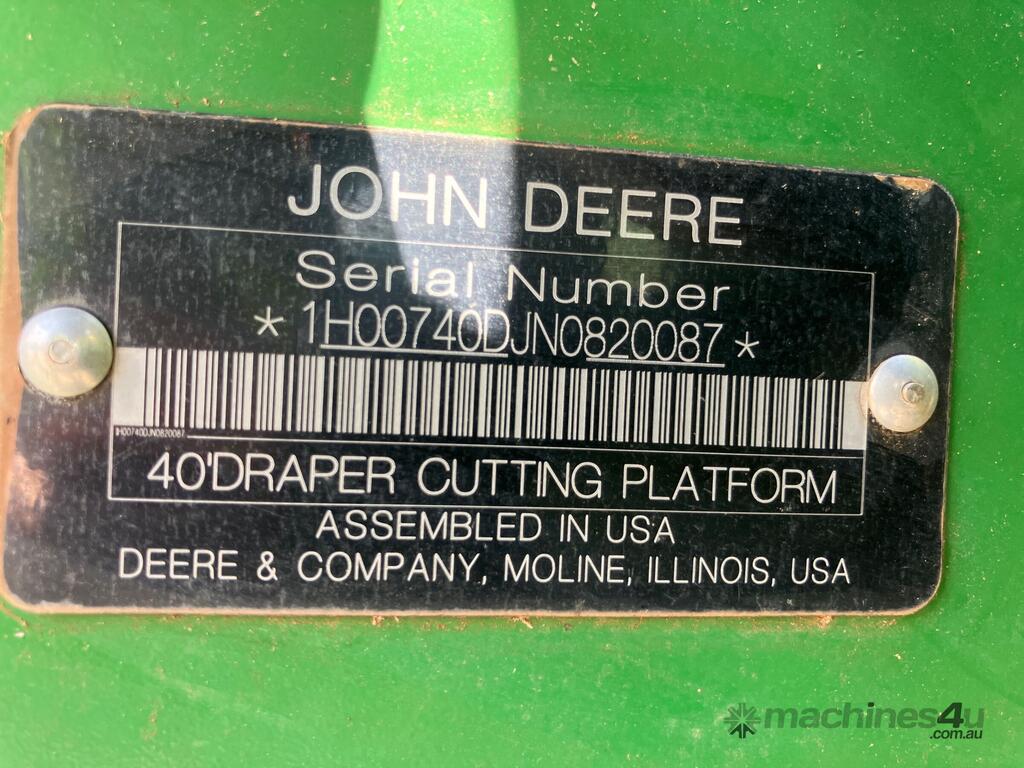 JOHN DEERE
Serial Number
* 1H00740DJN0820087 *
1H00740DJN0820087
40'DRAPER CUTTING PLATFORM
ASSEMBLED IN USA
DEERE & COMPANY, MOLINE, ILLINOIS, USA
machines4u
.com.au